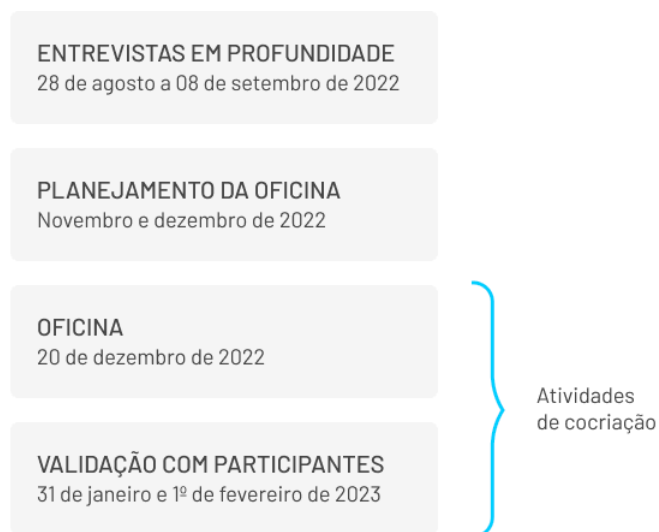 ENTREVISTAS EM PROFUNDIDADE
28 de agosto a 08 de setembro de 2022
PLANEJAMENTO DA OFICINA
Novembro e dezembro de 2022
OFICINA
20 de dezembro de 2022
VALIDAÇÃO COM PARTICIPANTES
31 de janeiro e 1º de fevereiro de 2023
Atividades
de cocriação